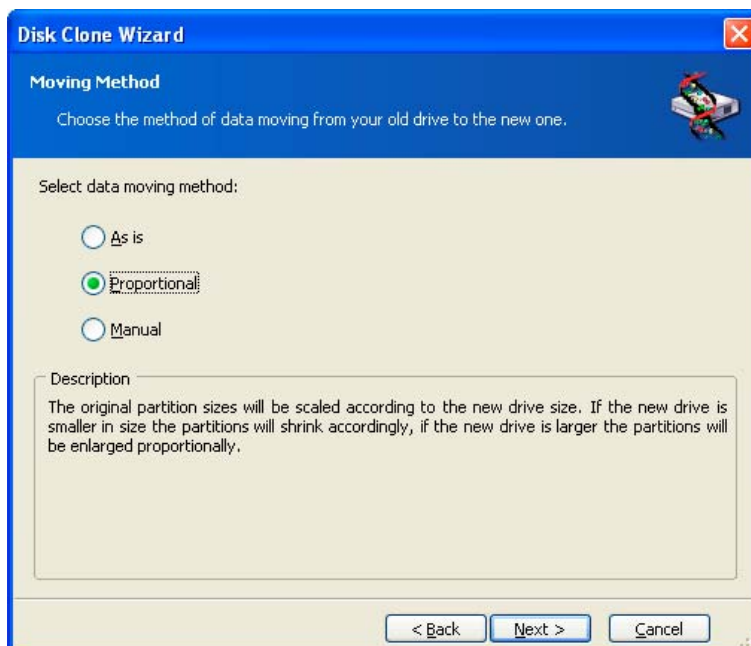 Disk Clone Wizard
Moving Method
Choose the method of data moving from your old drive to the new one.
Select data moving method:
As is
Proportional
Manual
Description
The original partition sizes will be scaled according to the new drive size. If the new drive is
smaller in size the partitions will shrink accordingly, if the new drive is larger the partitions will
be enlarged proportionally.
< Back
Next >
Cancel